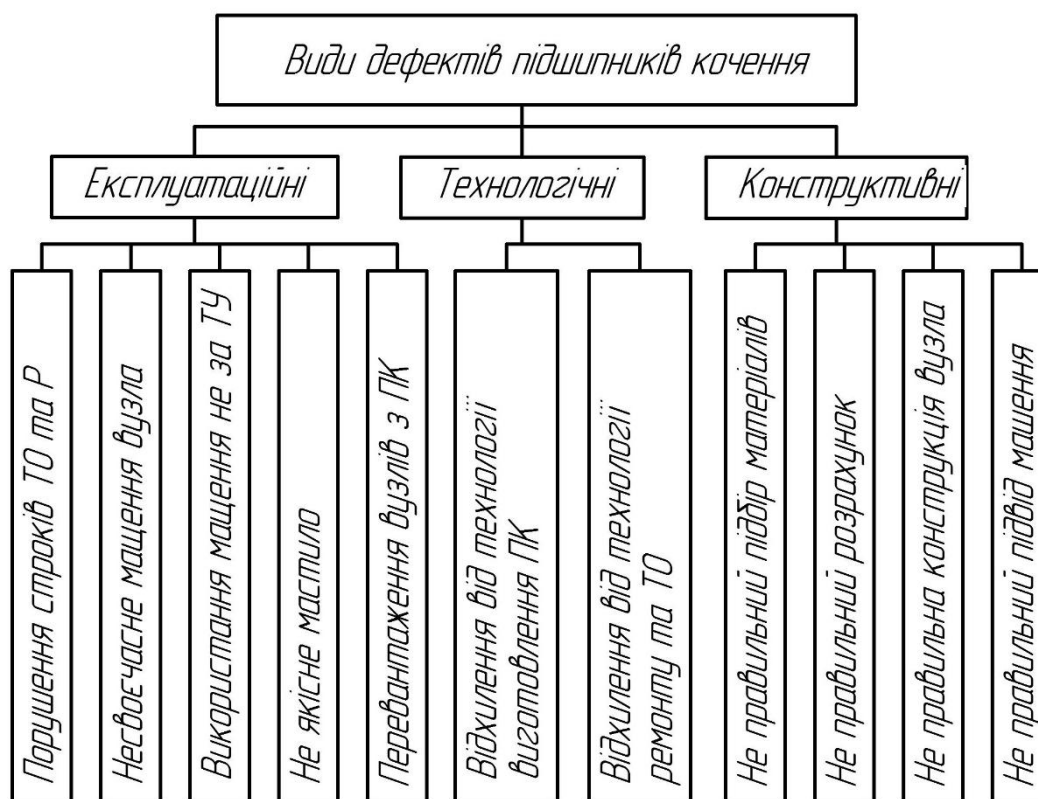 Види дефектів підшипників кочення
Експлуатаційні
Технологічні
Конструктивні
Порушення строків ТО та Р
Несвоєчасне мащення вузла
Використання мащення не за ТУ
Не якісне мастило
Перевантаження вузлів з ПК
Відхилення від технології
виготовлення ПК
Відхилення від технології
ремонту та ТО
Не правильний підбір матеріалів
Не правильний розрахунок
Не правильна конструкція вузла
Не правильний підвід машення